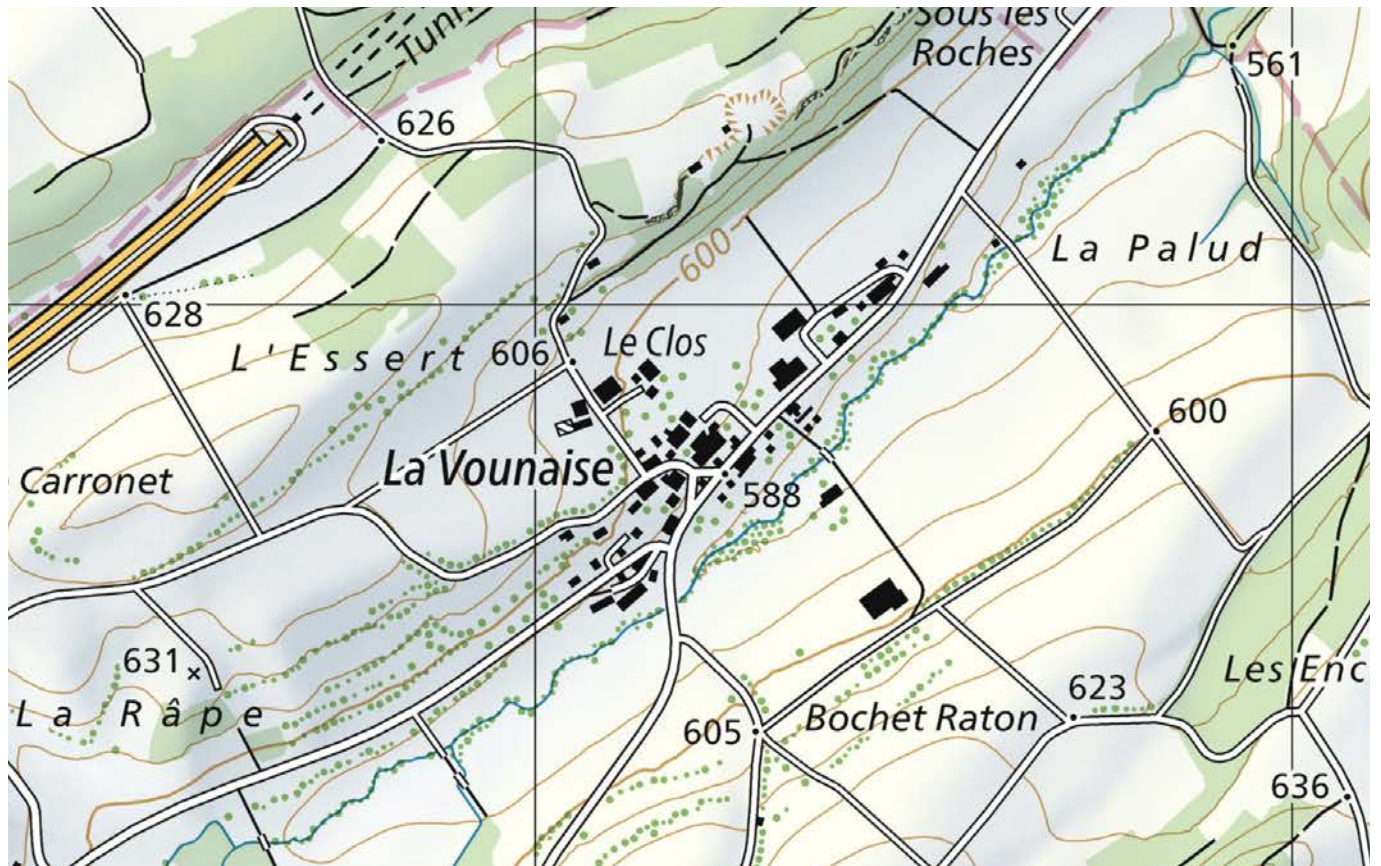 Sous les
Roches
561
626
La Palud
600
628
L'Essert
606
Le Clos
600
Carronet
La Vounaise
588
631
Les Enc
623
La Râpe
605
Bochet Raton
636